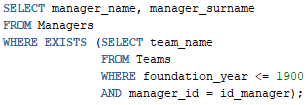 SELECT manager_name, manager_surname
FROM Managers
WHERE EXISTS (SELECT team_name
FROM Teams
WHERE foundation_year <= 1900
AND manager_id = id_manager);